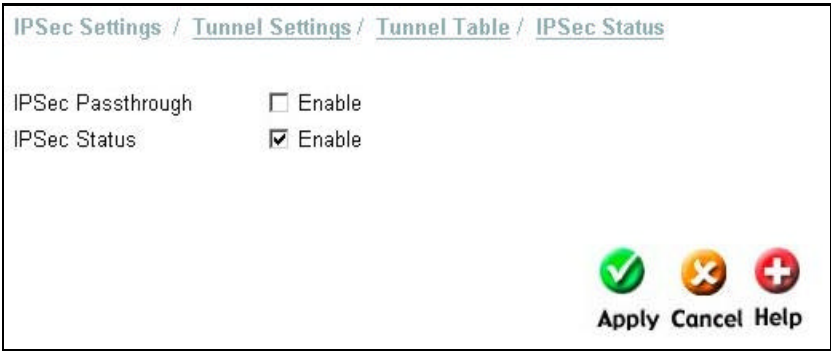 IPSec Settings / Tunnel Settings / Tunnel Table / IPSec Status
IPSec Passthrough Enable
IPSec Status Enable
Apply Cancel Help